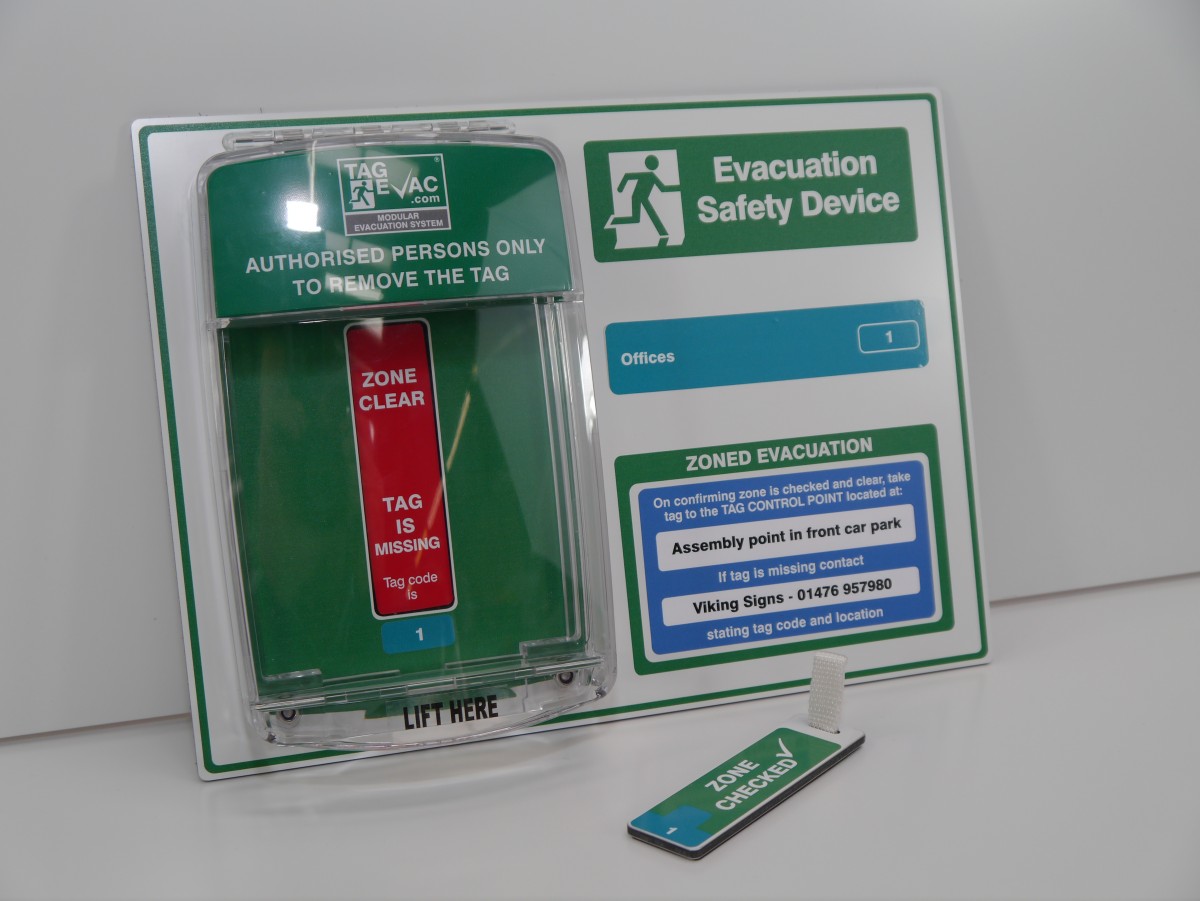 TAG
EVAC
.com
®
MODULAR
EVACUATION SYSTEM
AUTHORISED PERSONS ONLY
TO REMOVE THE TAG
ZONE
CLEAR
TAG
IS
MISSING
Tag code
is
1
LIFT HERE
Evacuation
Safety Device
Offices
1
ZONED EVACUATION
On confirming zone is checked and clear, take
tag to the TAG CONTROL POINT located at:
Assembly point in front car park
If tag is missing contact
Viking Signs - 01476 957980
stating tag code and location
ZONE
CHECKED
1